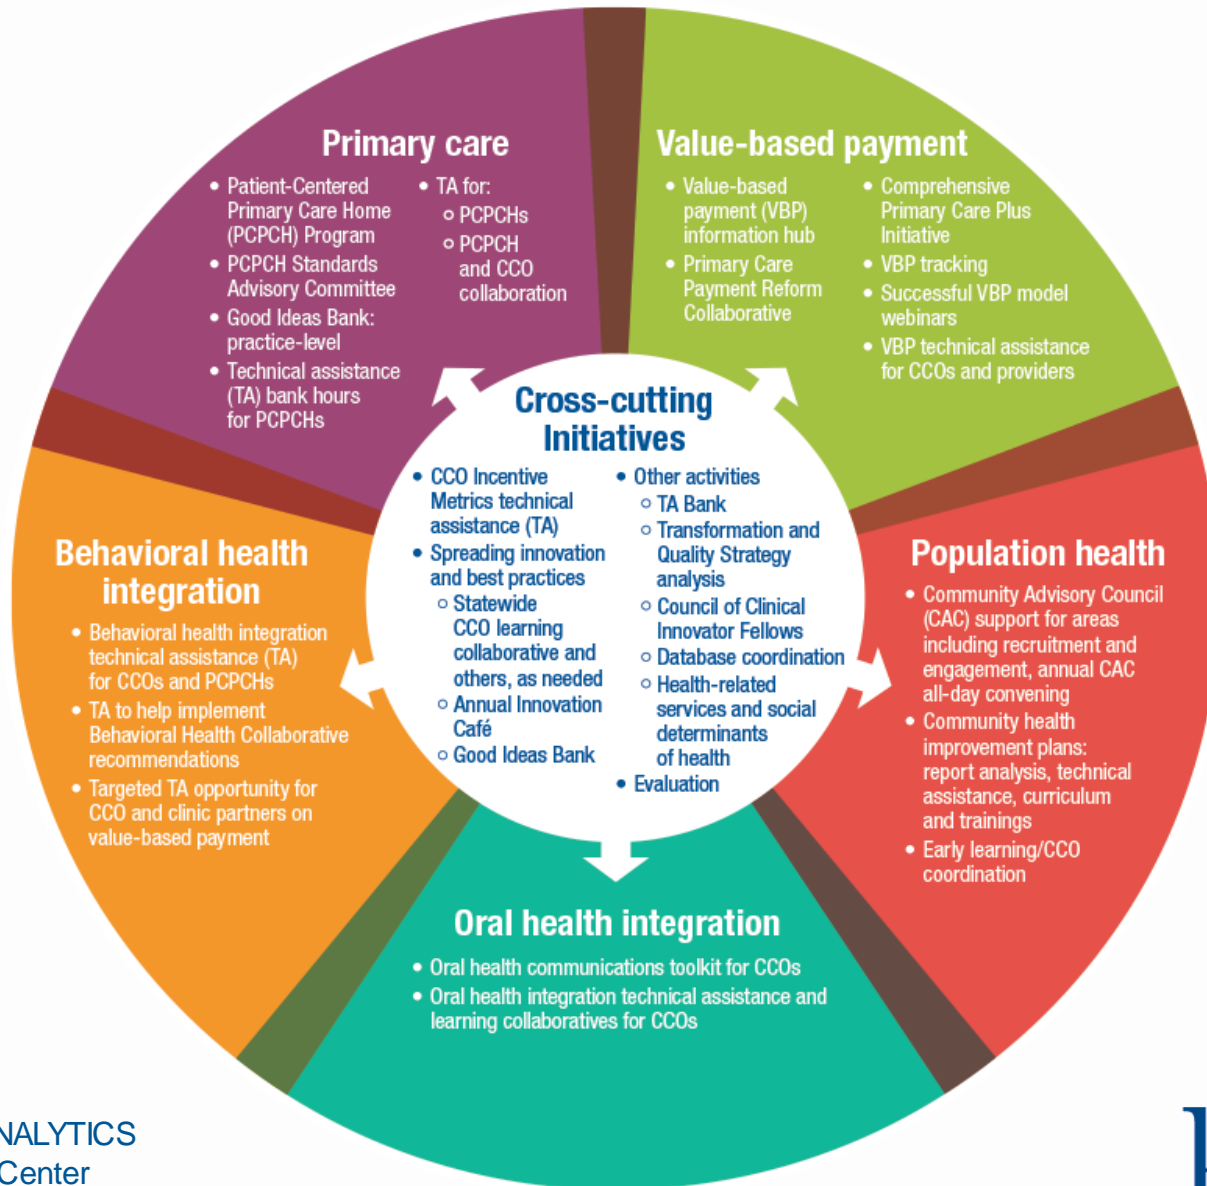 Primary care
• Patient-Centered
Primary Care Home
(PCPCH) Program
• PCPCH Standards
Advisory Committee
• Good Ideas Bank:
practice-level
• Technical assistance
(TA) bank hours
for PCPCHs
• TA for:
○ PCPCHs
○ PCPCH
and CCO
collaboration
Value-based payment
• Value-based
payment (VBP)
information hub
• Primary Care
Payment Reform
Collaborative
• Comprehensive
Primary Care Plus
Initiative
• VBP tracking
• Successful VBP model
webinars
• VBP technical assistance
for CCOs and providers
Cross-cutting
Initiatives
• CCO Incentive
Metrics technical
assistance (TA)
• Spreading innovation
and best practices
○ Statewide
CCO learning
collaborative and
others, as needed
○ Annual Innovation
Café
○ Good Ideas Bank
• Other activities
○ TA Bank
○ Transformation and
Quality Strategy
analysis
○ Council of Clinical
Innovator Fellows
○ Database coordination
○ Health-related
services and social
determinants
of health
• Evaluation
Behavioral health
integration
• Behavioral health integration
technical assistance (TA)
for CCOs and PCPCHs
• TA to help implement
Behavioral Health Collaborative
recommendations
• Targeted TA opportunity for
CCO and clinic partners on
value-based payment
Population health
• Community Advisory Council
(CAC) support for areas
including recruitment and
engagement, annual CAC
all-day convening
• Community health
improvement plans:
report analysis, technical
assistance, curriculum
and trainings
• Early learning/CCO
coordination
Oral health integration
• Oral health communications toolkit for CCOs
• Oral health integration technical assistance and
learning collaboratives for CCOs
NALYTICS
Center